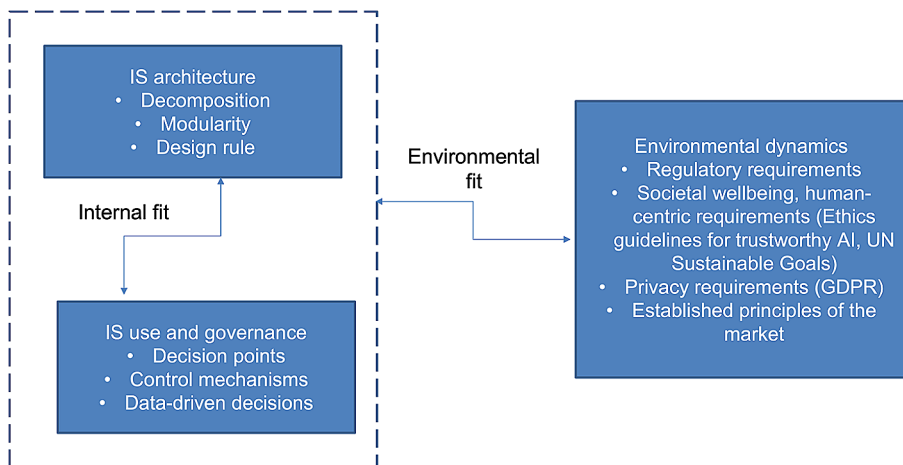 IS architecture
• Decomposition
• Modularity
• Design rule
Internal fit
IS use and governance
• Decision points
• Control mechanisms
• Data-driven decisions
Environmental
fit
Environmental dynamics
• Regulatory requirements
• Societal wellbeing, human-
centric requirements (Ethics
guidelines for trustworthy AI, UN
Sustainable Goals)
• Privacy requirements (GDPR)
• Established principles of the
market